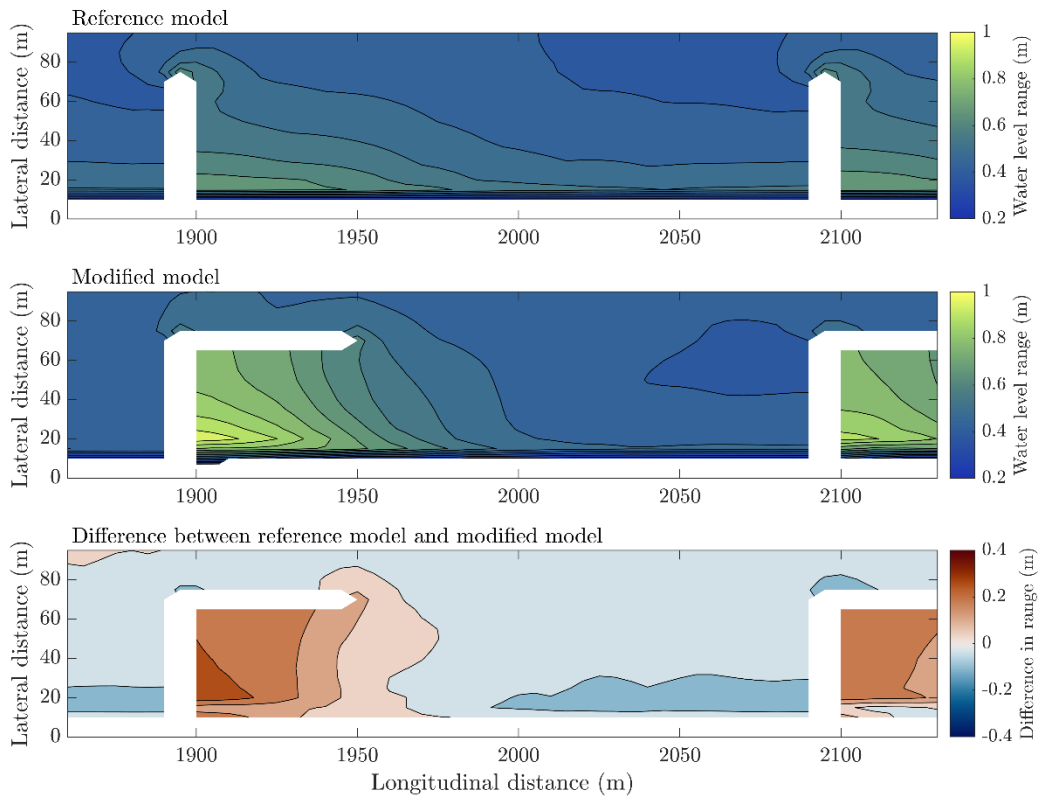 Reference model
Lateral distance (m)
80
60
40
20
0
1900 1950 2000 2050 2100
1
0.8
0.6
0.4
0.2
Water level range (m)
Modified model
Lateral distance (m)
80
60
40
20
0
1900 1950 2000 2050 2100
1
0.8
0.6
0.4
0.2
Water level range (m)
Difference between reference model and modified model
Lateral distance (m)
80
60
40
20
0
1900 1950 2000 2050 2100
Longitudinal distance (m)
0.4
0.2
0
-0.2
-0.4
Difference in range (m)